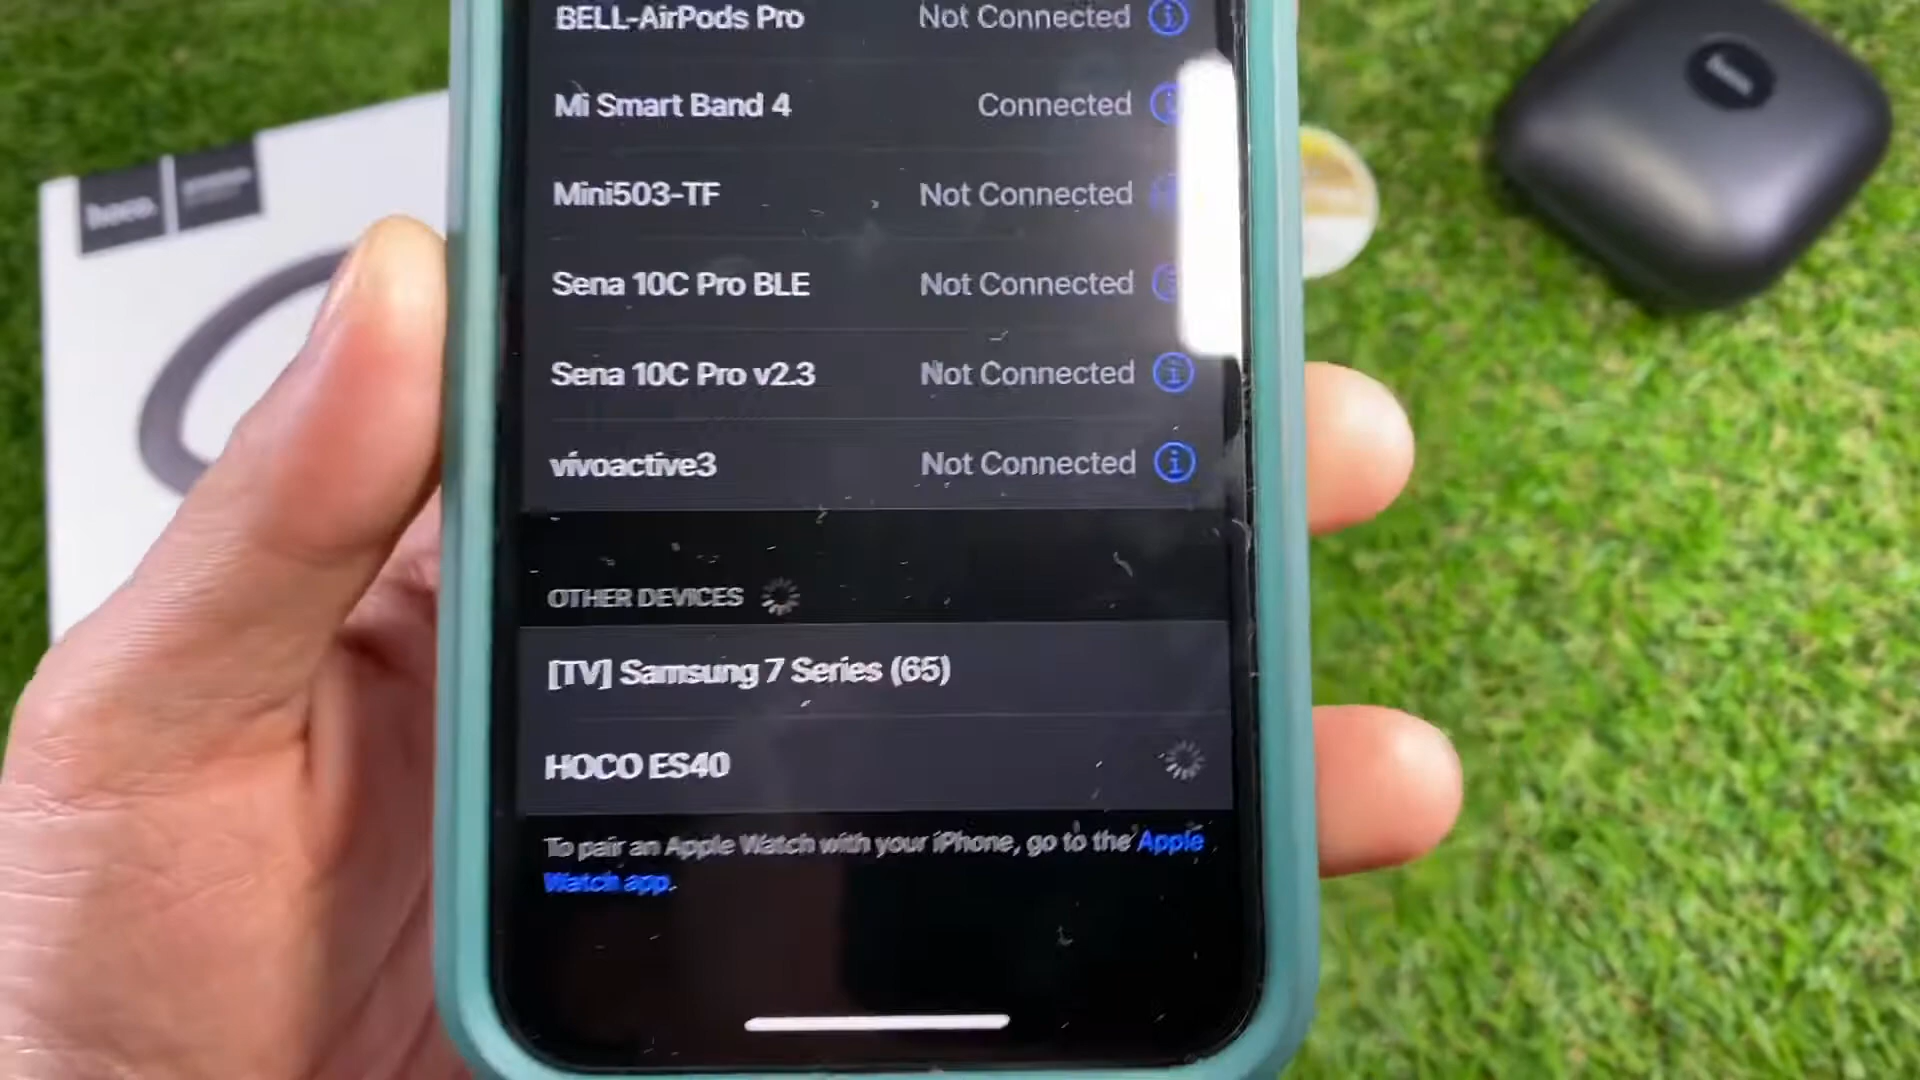 BELL-AirPods Pro Not Connected
Mi Smart Band 4 Connected
Mini503-TF Not Connected
Sena 10C Pro BLE Not Connected
Sena 10C Pro v2.3 Not Connected
vivoactive3 Not Connected
OTHER DEVICES
[TV] Samsung 7 Series (65)
HOCO ES40
To pair an Apple Watch with your iPhone, go to the Apple
Watch app.
hoco.
hoco.